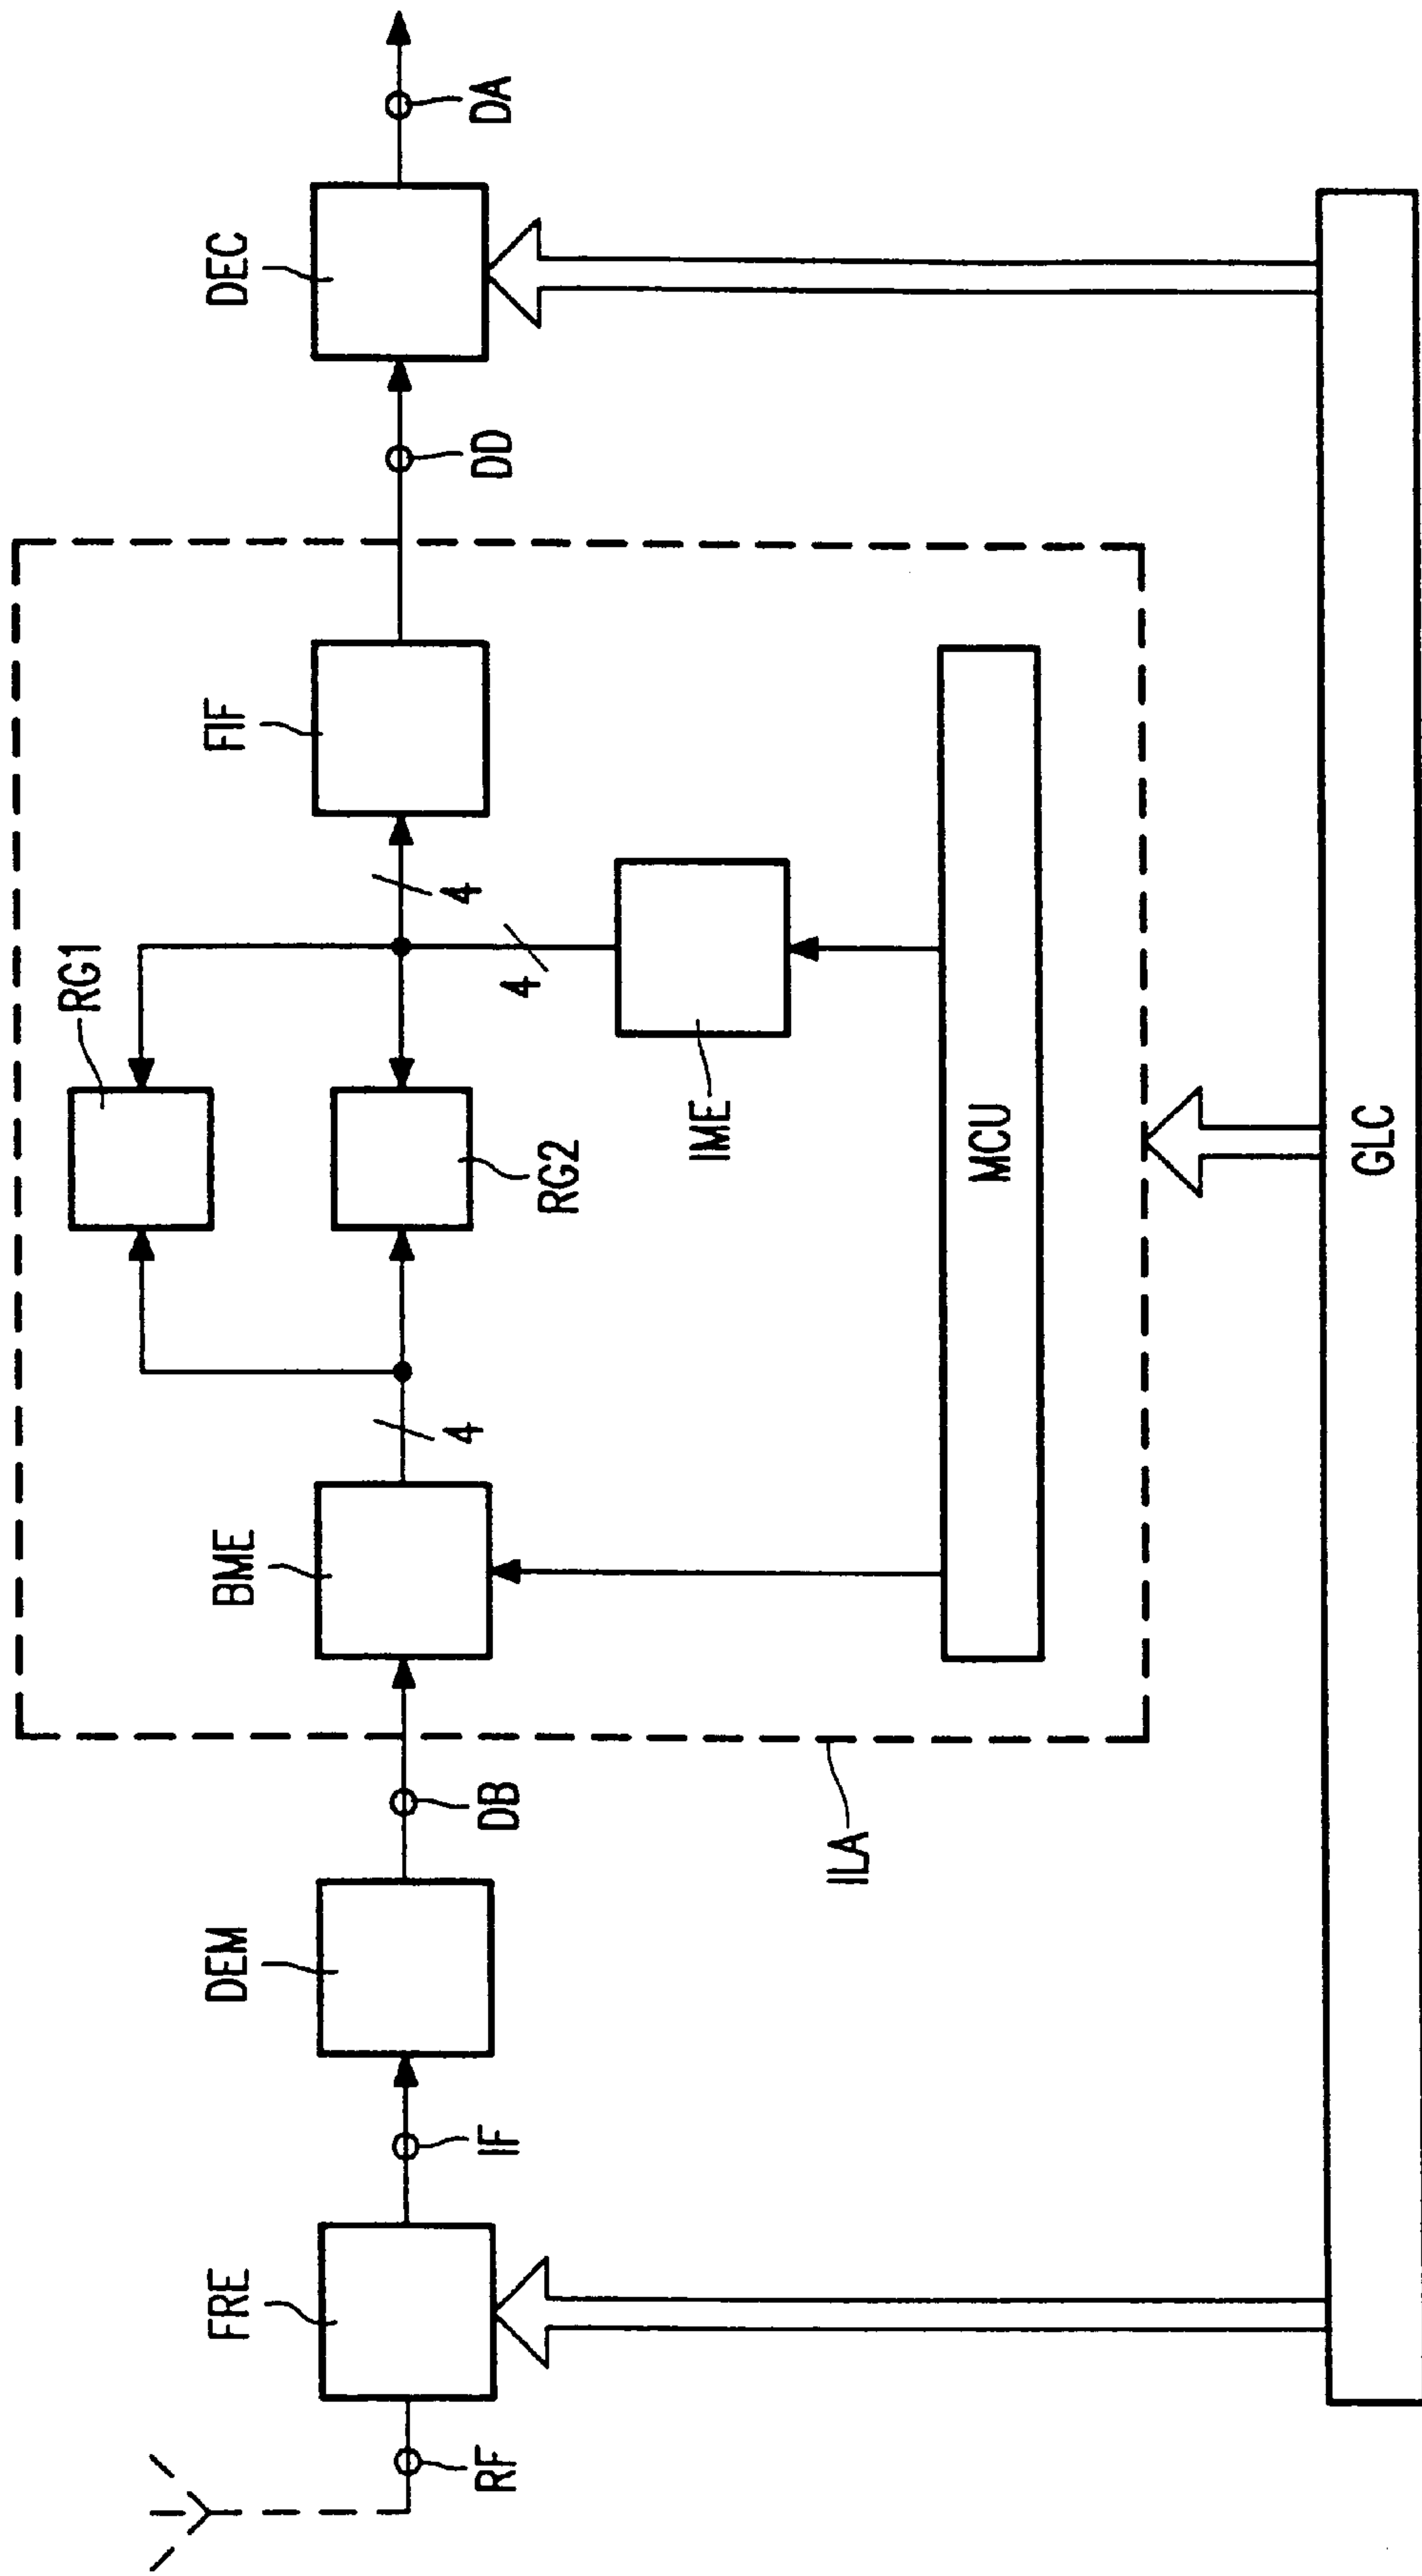 RG1
FRE
DEM
BME
FIF
DEC
4
4
RF
IF
DB
RG2
4
DD
DA
IME
ILA
MCU
GLC